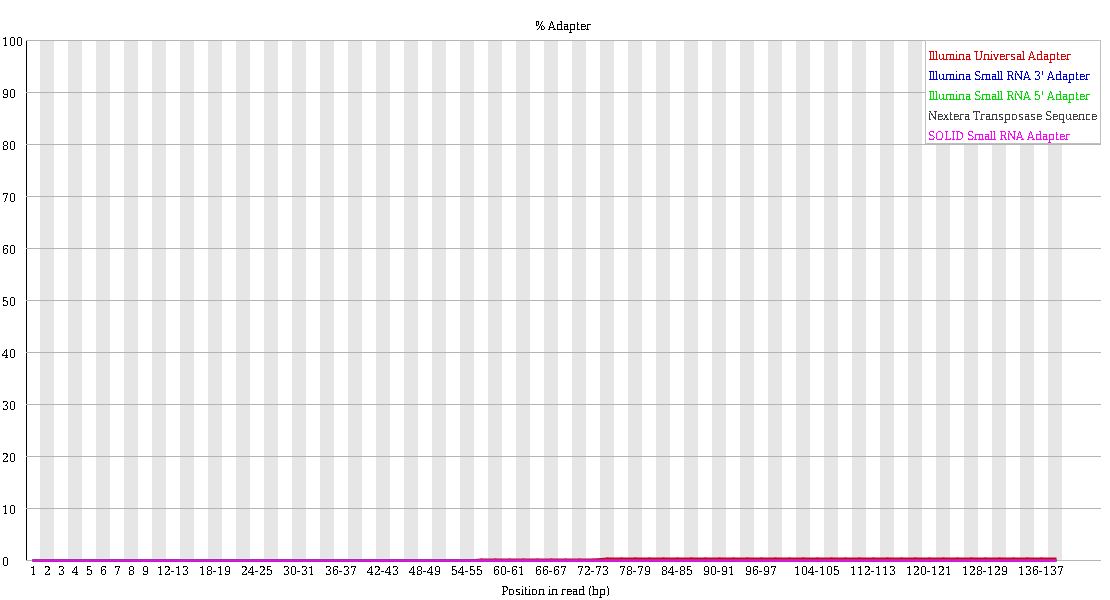 % Adapter
Illumina Universal Adapter
Illumina Small RNA 3' Adapter
Illumina Small RNA 5' Adapter
Nextera Transposase Sequence
SOLID Small RNA Adapter
100
90
80
70
60
50
40
30
20
10
0
1 2 3 4 5 6 7 8 9 12-13 18-19 24-25 30-31 36-37 42-43 48-49 54-55 60-61 66-67 72-73 78-79 84-85 90-91 96-97 104-105 112-113 120-121 128-129 136-137
Position in read (bp)